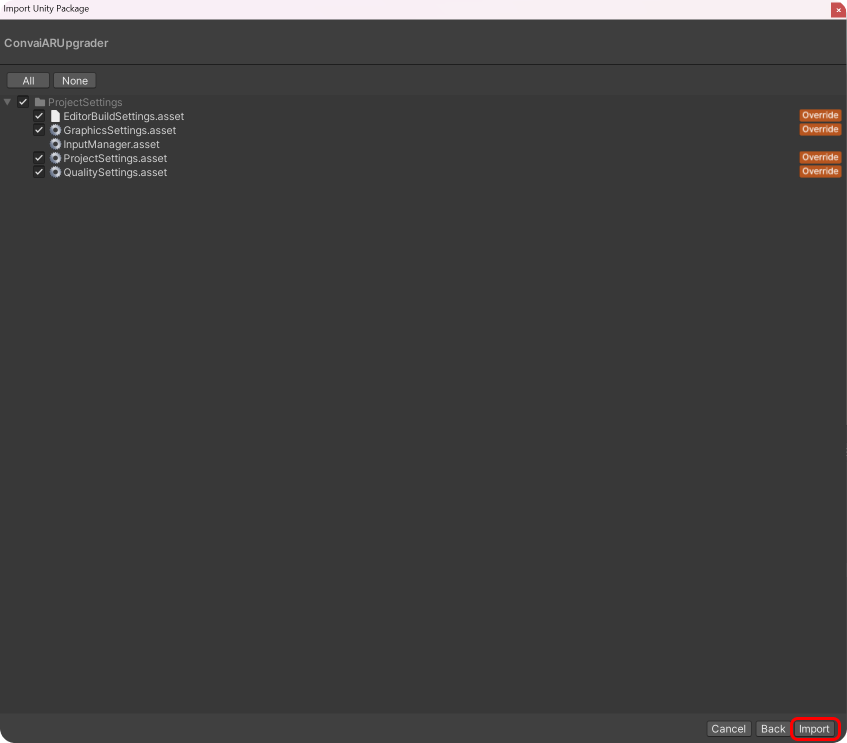 Import Unity Package
ConvaiARUpgrader
All None
ProjectSettings
EditorBuildSettings.asset Override
GraphicsSettings.asset Override
InputManager.asset
ProjectSettings.asset Override
QualitySettings.asset Override
Cancel Back Import